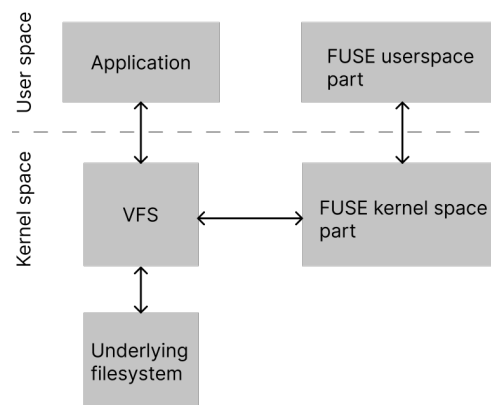 User space
Application
FUSE userspace
part
Kernel space
VFS
FUSE kernel space
part
Underlying
filesystem